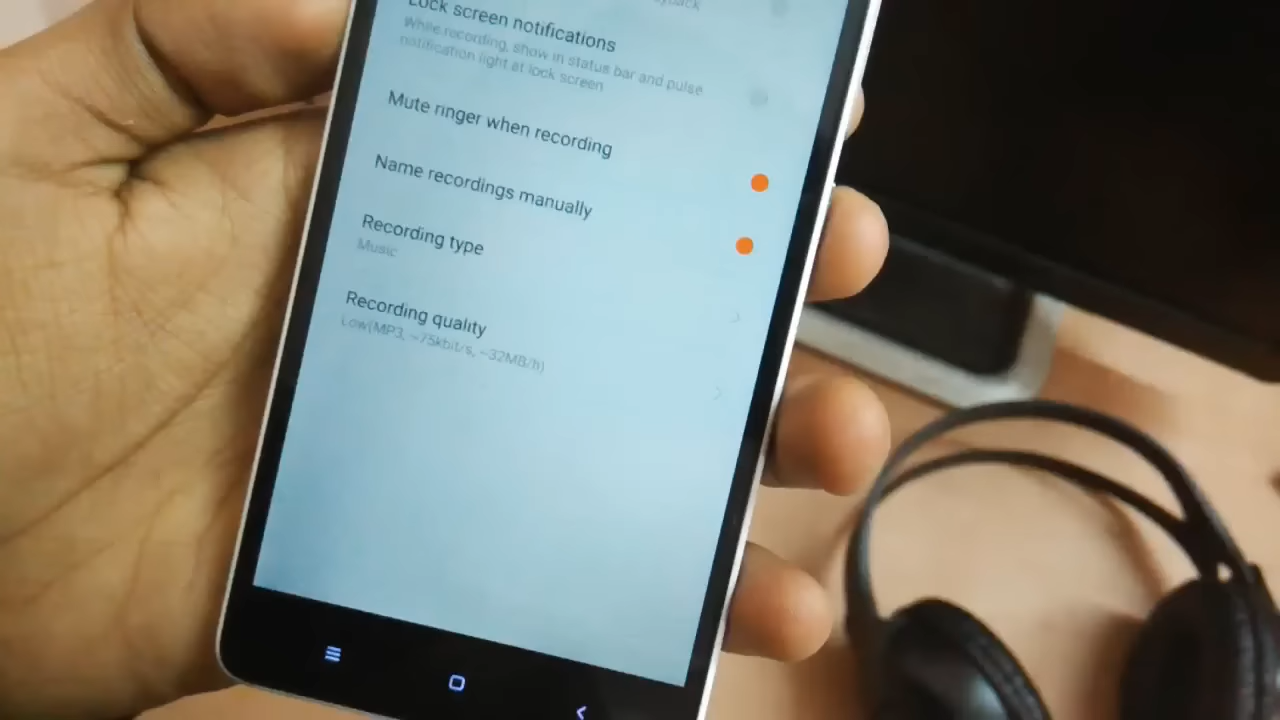 Lock screen notifications
While recording, show in status bar and pulse
notification light at lock screen
Mute ringer when recording
Name recordings manually
Recording type
Music
Recording quality
Low(MP3, ~75kbit/s, ~32MB/h)